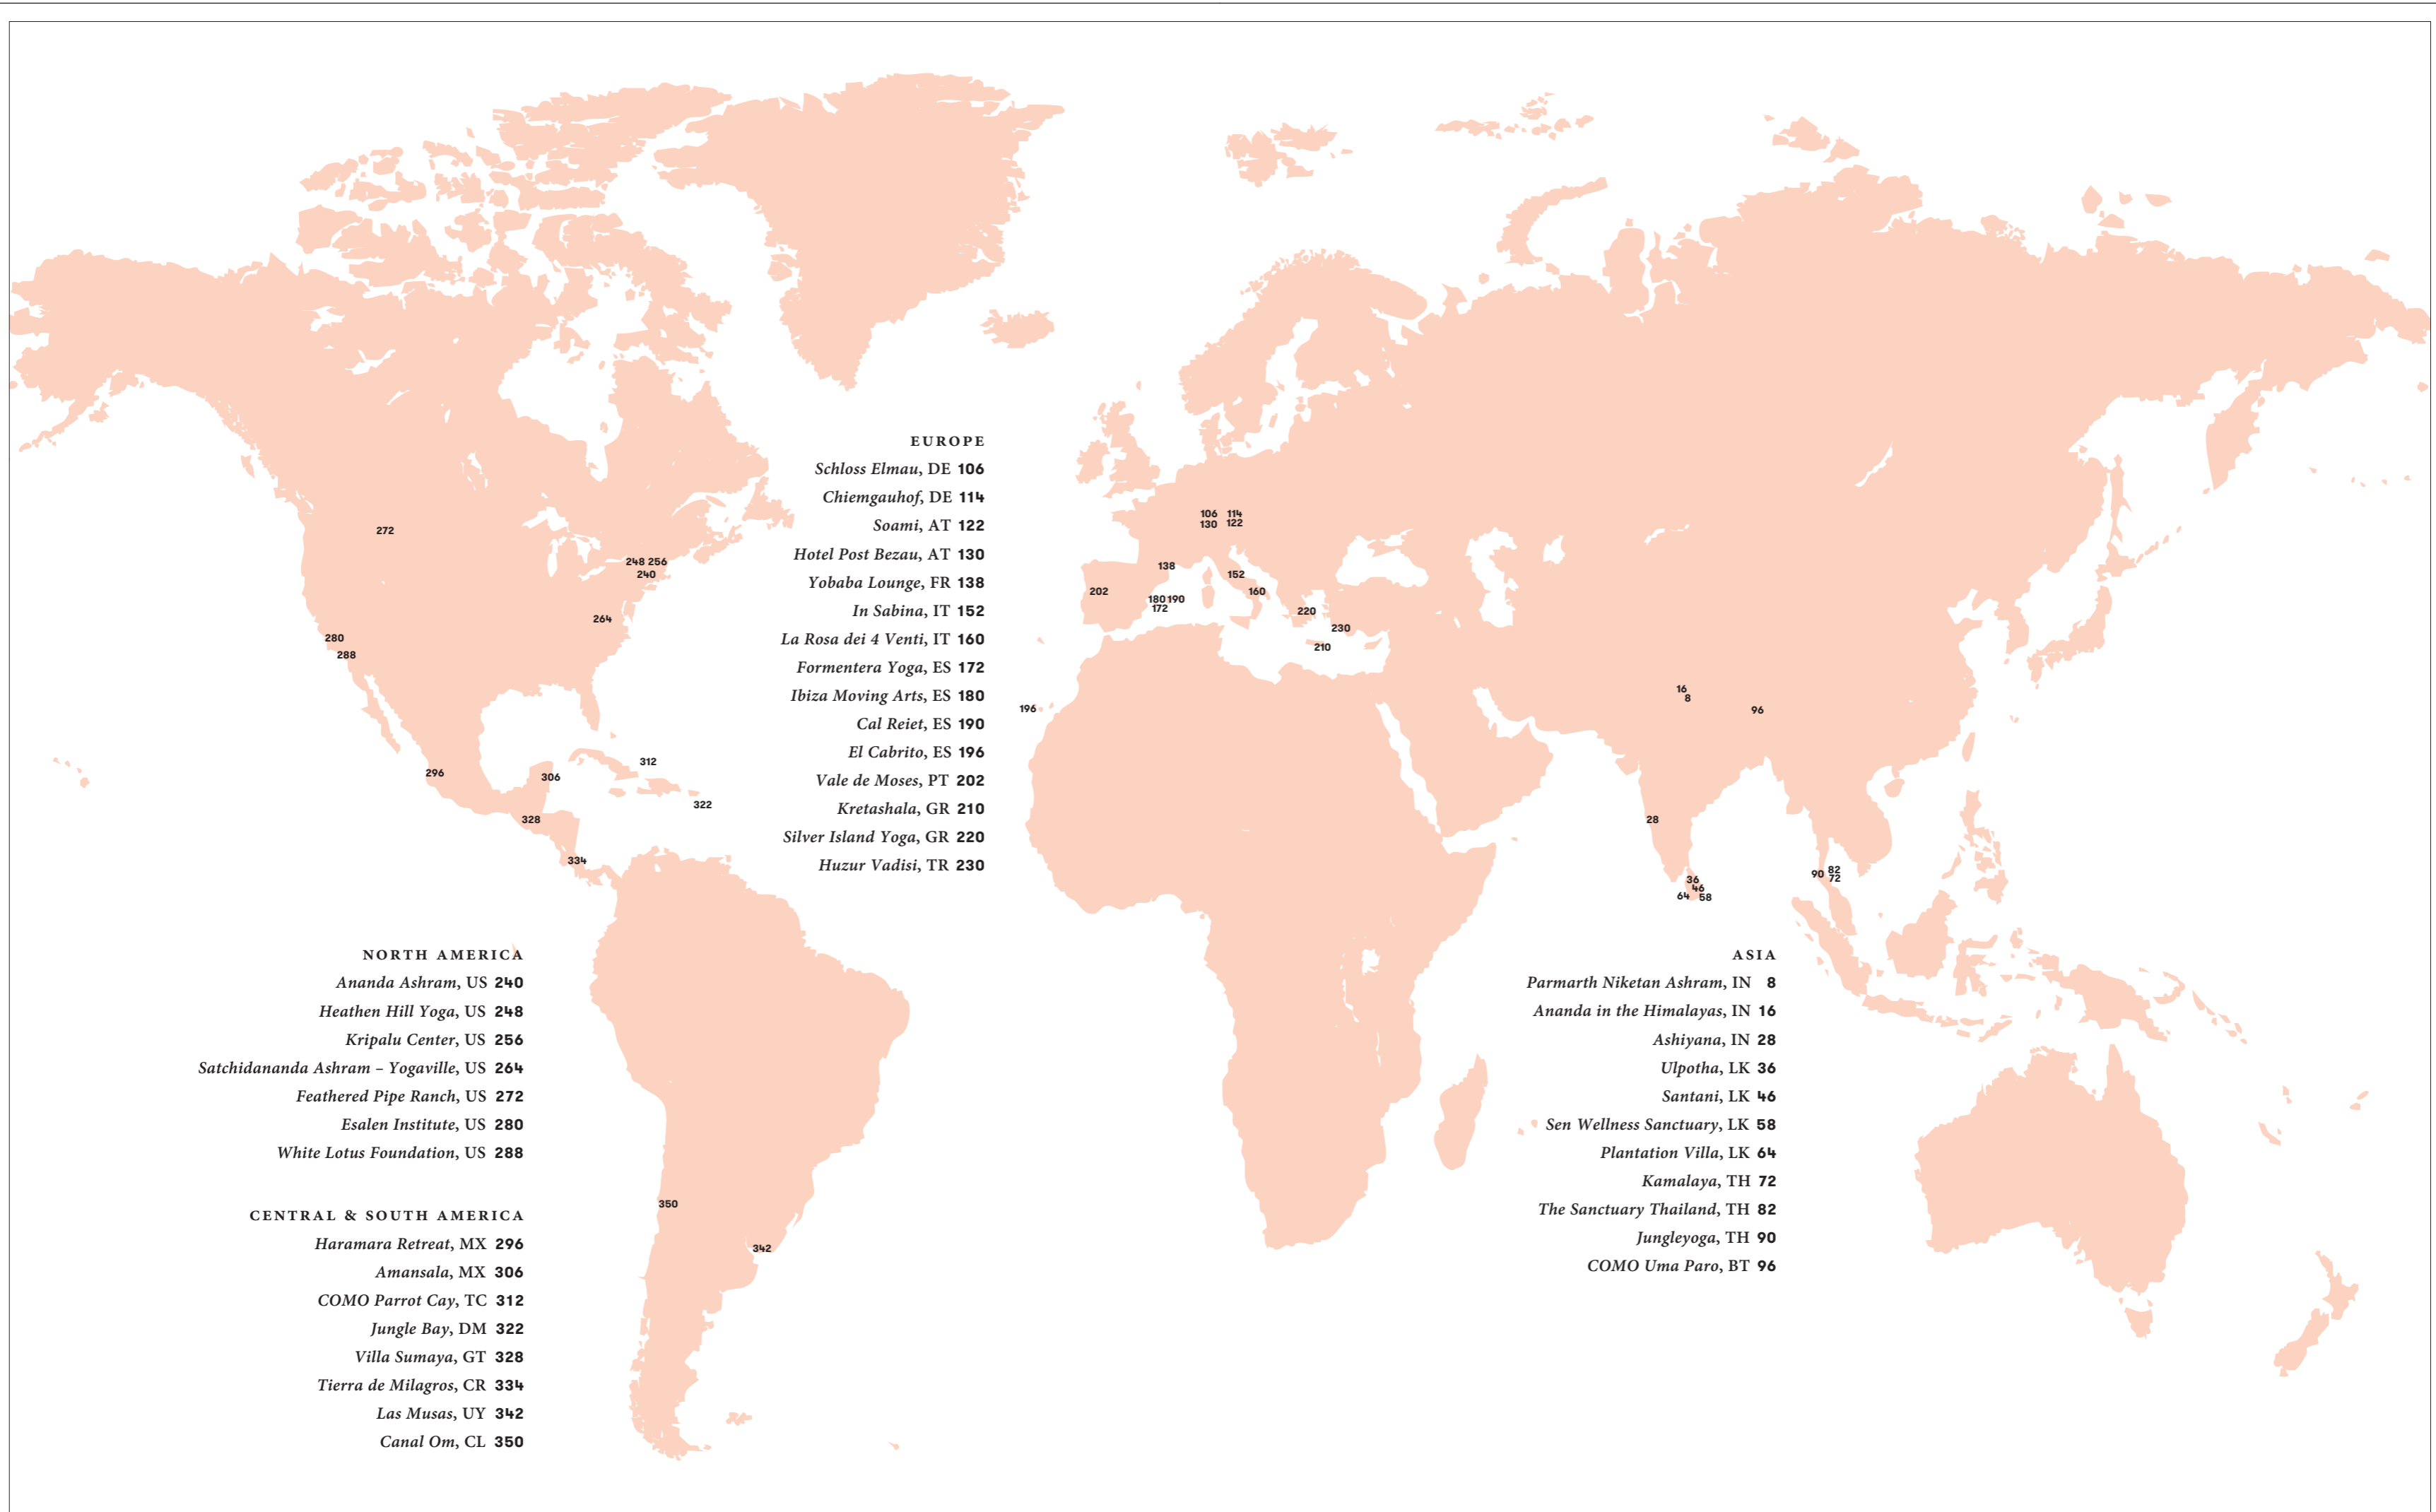 EUROPE
Schloss Elmau, DE 106
Chiemgauhof, DE 114
Soami, AT 122
Hotel Post Bezau, AT 130
Yobaba Lounge, FR 138
In Sabina, IT 152
La Rosa dei 4 Venti, IT 160
Formentera Yoga, ES 172
Ibiza Moving Arts, ES 180
Cal Reiet, ES 190
El Cabrito, ES 196
Vale de Moses, PT 202
Kretashala, GR 210
Silver Island Yoga, GR 220
Huzur Vadisi, TR 230
NORTH AMERICA
Ananda Ashram, US 240
Heathen Hill Yoga, US 248
Kripalu Center, US 256
Satchidananda Ashram – Yogaville, US 264
Feathered Pipe Ranch, US 272
Esalen Institute, US 280
White Lotus Foundation, US 288
CENTRAL & SOUTH AMERICA
Haramara Retreat, MX 296
Amansala, MX 306
COMO Parrot Cay, TC 312
Jungle Bay, DM 322
Villa Sumaya, GT 328
Tierra de Milagros, CR 334
Las Musas, UY 342
Canal Om, CL 350
ASIA
Parmarth Niketan Ashram, IN 8
Ananda in the Himalayas, IN 16
Ashiyana, IN 28
Ulpotha, LK 36
Santani, LK 46
Sen Wellness Sanctuary, LK 58
Plantation Villa, LK 64
Kamalaya, TH 72
The Sanctuary Thailand, TH 82
Jungleyoga, TH 90
COMO Uma Paro, BT 96
272
248 256
240
264
280
288
296
306
312
322
328
334
350
342
106 114
130 122
138
152
160
202
180 190
172
220
230
210
196
16
8
96
28
36
46
64 58
90 82
72